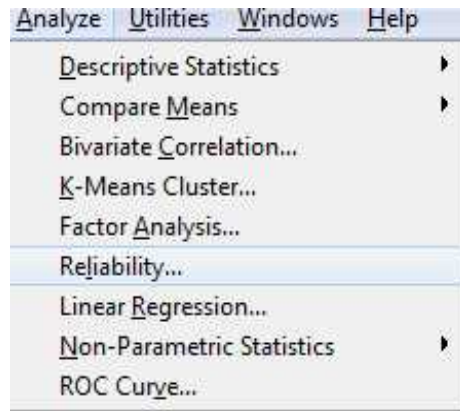 Analyze Utilities Windows Help
Descriptive Statistics
Compare Means
Bivariate Correlation...
K-Means Cluster...
Factor Analysis...
Reliability...
Linear Regression...
Non-Parametric Statistics
ROC Curve...